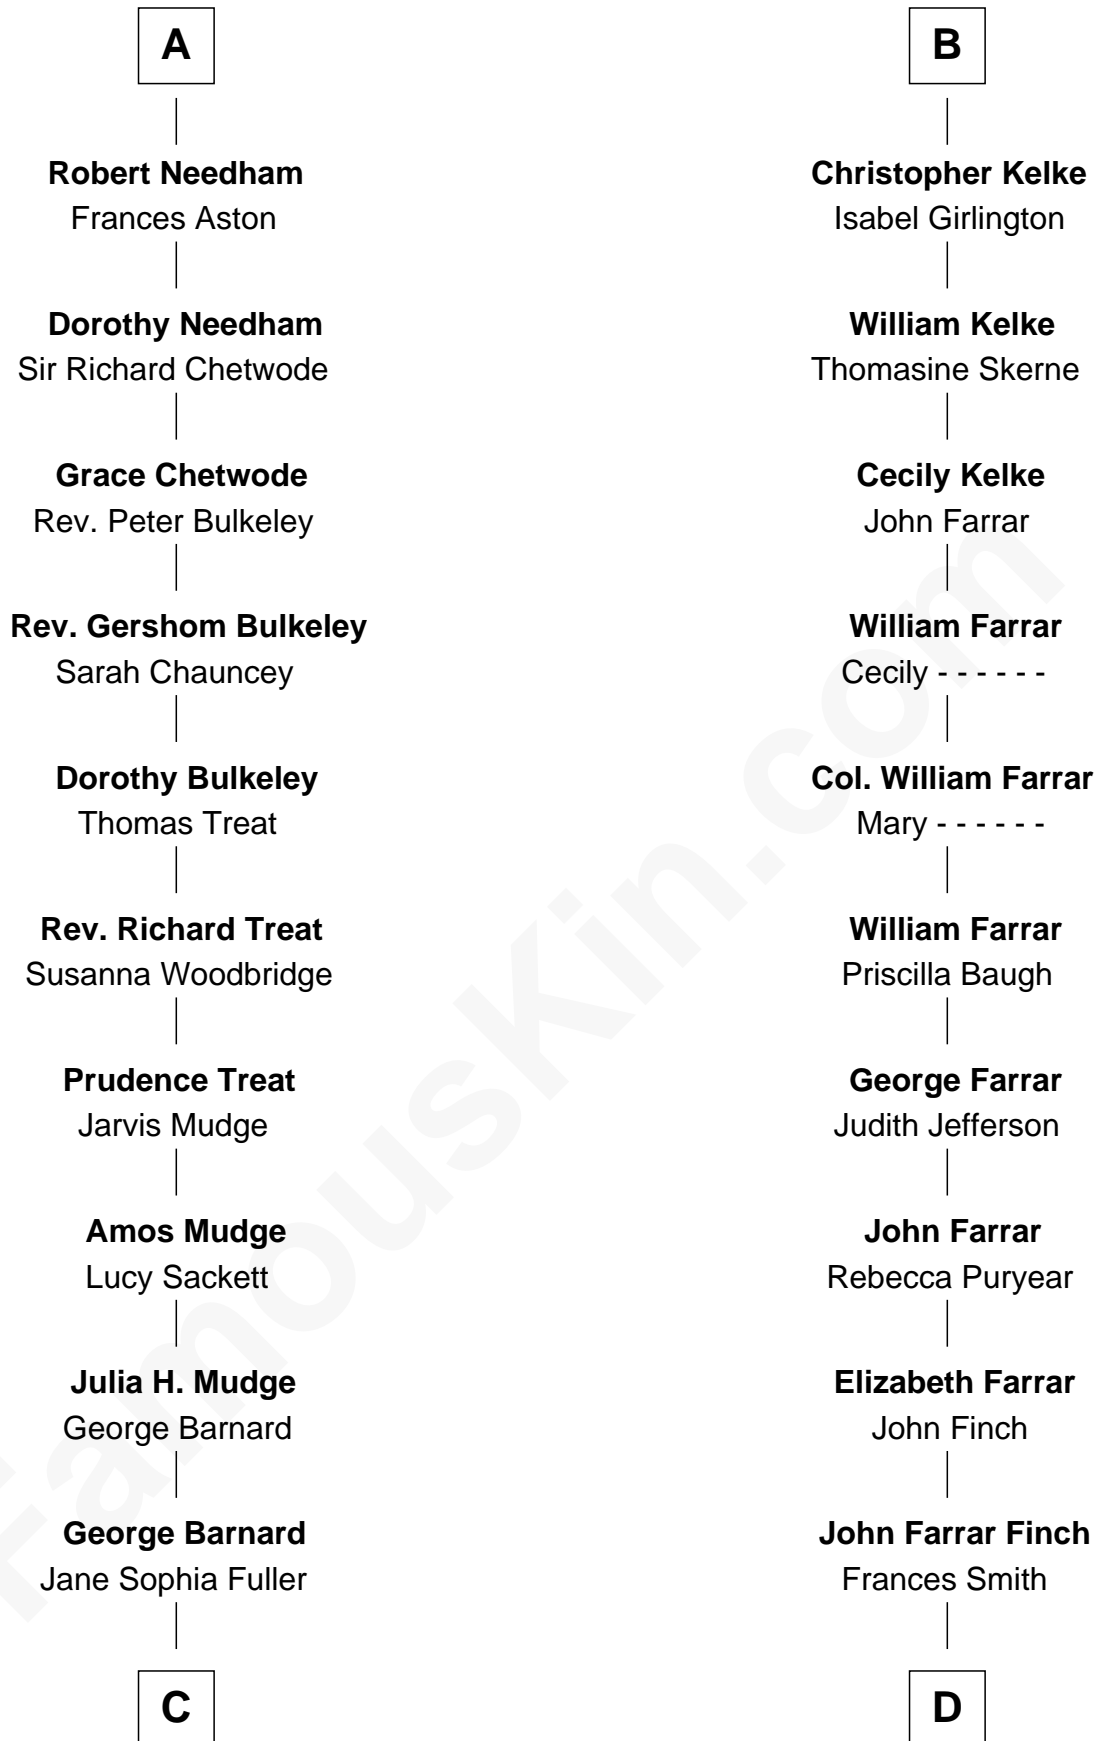 A
Robert Needham
Frances Aston
Dorothy Needham
Sir Richard Chetwode
Grace Chetwode
Rev. Peter Bulkeley
Rev. Gershom Bulkeley
Sarah Chauncey
Dorothy Bulkeley
Thomas Treat
Rev. Richard Treat
Susanna Woodbridge
Prudence Treat
Jarvis Mudge
Amos Mudge
Lucy Sackett
Julia H. Mudge
George Barnard
George Barnard
Jane Sophia Fuller
C
B
Christopher Kelke
Isabel Girlington
William Kelke
Thomasine Skerne
Cecily Kelke
John Farrar
William Farrar
Cecily - - - - - -
Col. William Farrar
Mary - - - - - -
William Farrar
Priscilla Baugh
George Farrar
Judith Jefferson
John Farrar
Rebecca Puryear
Elizabeth Farrar
John Finch
John Farrar Finch
Frances Smith
D
FamousKin.com